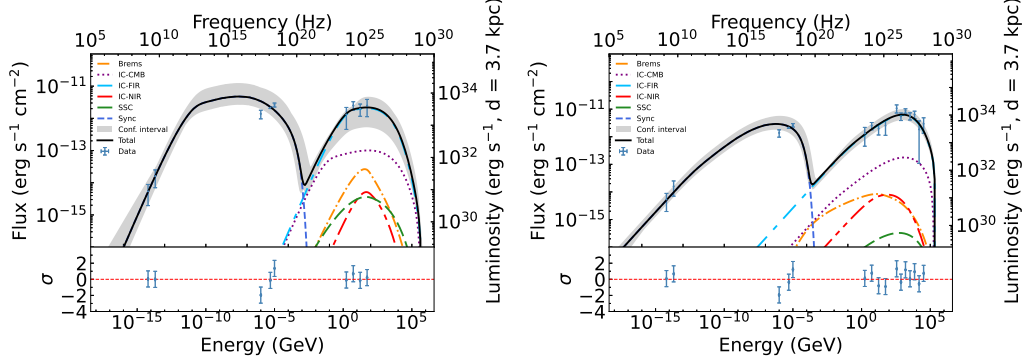 Frequency (Hz)
10^5 10^10 10^15 10^20 10^25 10^30
Flux (erg s^−1 cm^−2)
10^−11
10^−13
10^−15
Brems
IC-CMB
IC-FIR
IC-NIR
SSC
Sync
Conf. interval
Total
Data
10^34
10^32
10^30
Luminosity (erg s^−1, d = 3.7 kpc)
σ
2
0
−2
−4
10^−15 10^−10 10^−5 10^0 10^5
Energy (GeV)
Frequency (Hz)
10^5 10^10 10^15 10^20 10^25 10^30
Flux (erg s^−1 cm^−2)
10^−11
10^−13
10^−15
Brems
IC-CMB
IC-FIR
IC-NIR
SSC
Sync
Conf. interval
Total
Data
10^34
10^32
10^30
Luminosity (erg s^−1, d = 3.7 kpc)
σ
2
0
−2
−4
10^−15 10^−10 10^−5 10^0 10^5
Energy (GeV)